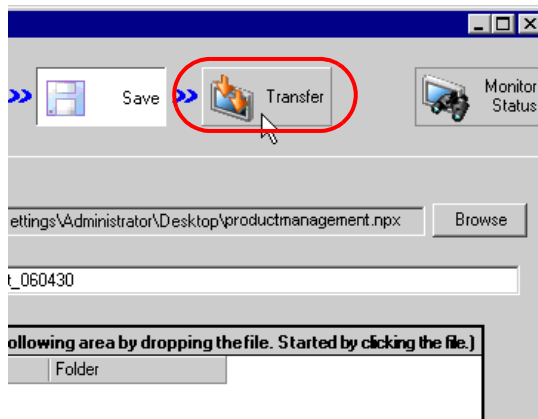 Save
Transfer
Monitor
Status
ettings\Administrator\Desktop\productmanagement.npx
Browse
t_060430
ollowing area by dropping the file. Started by clicking the file.)
Folder